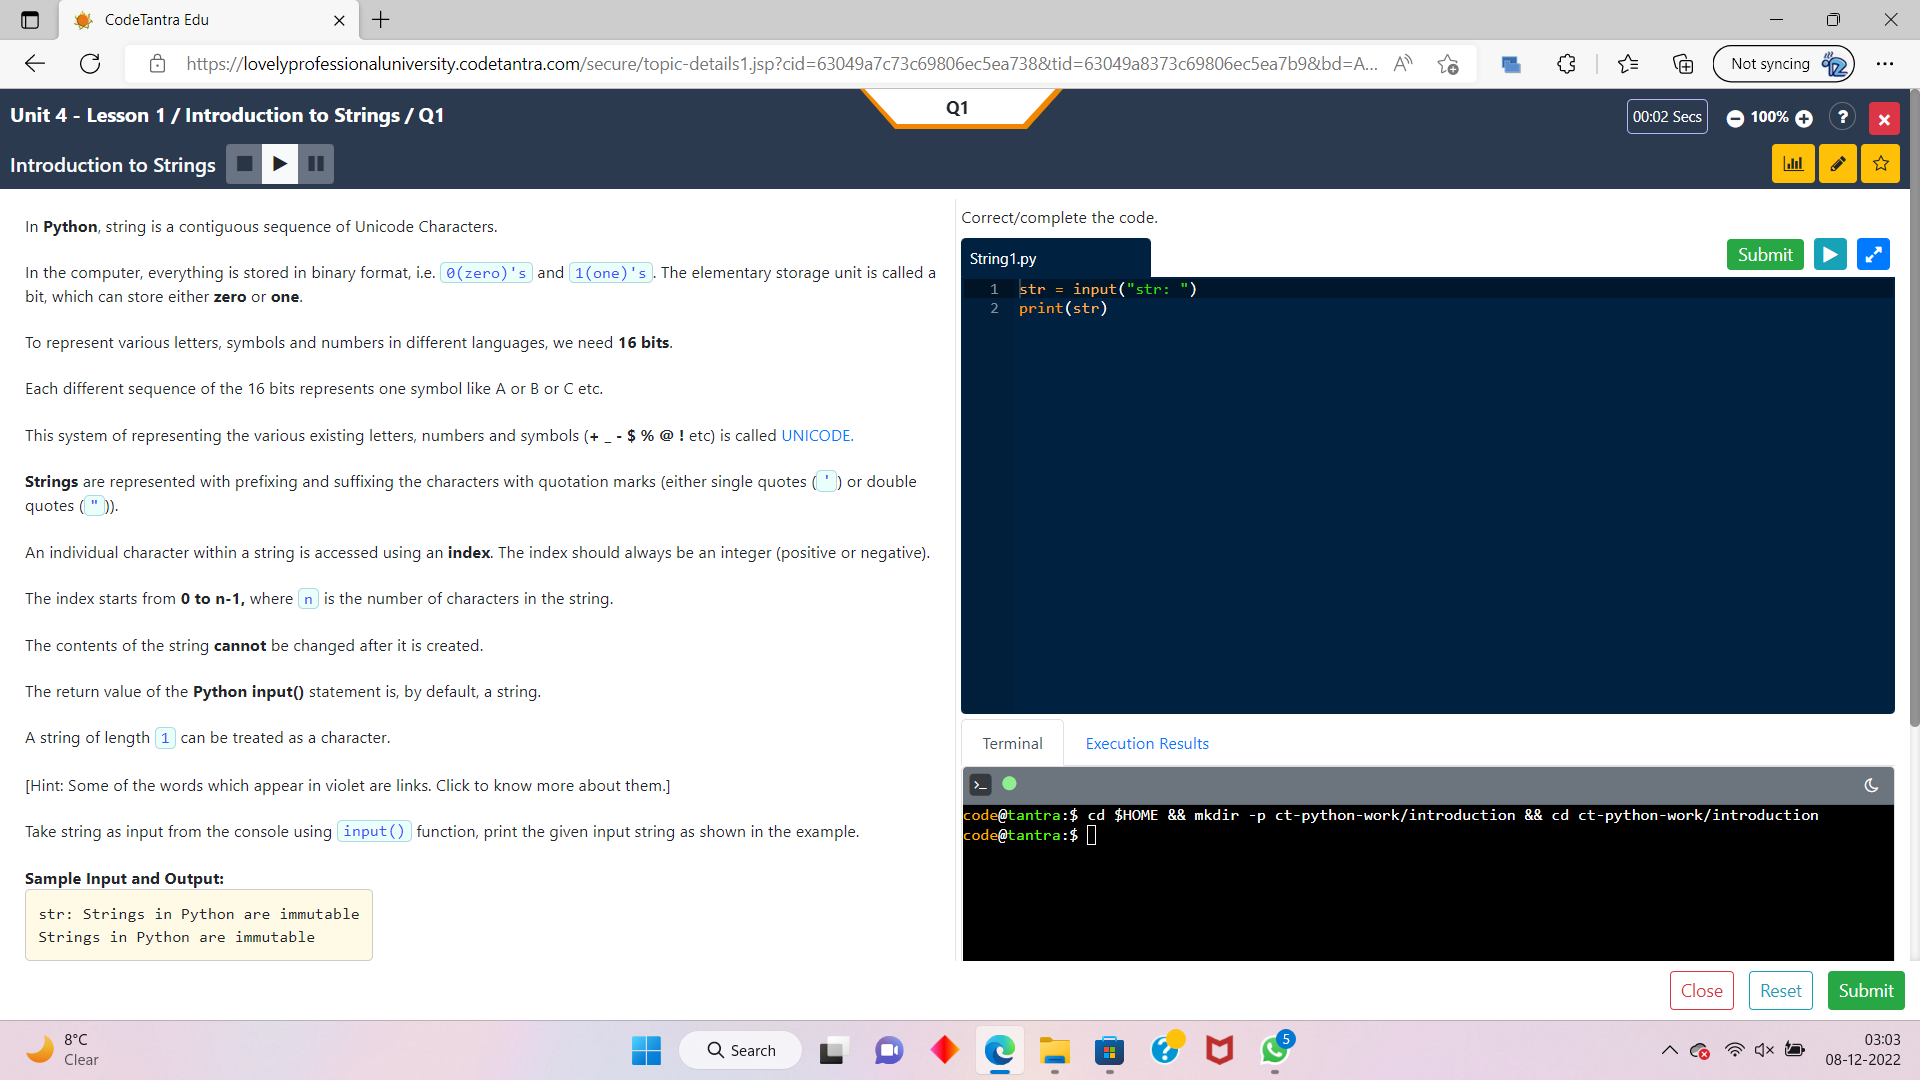 CodeTantra Edu
https://lovelyprofessionaluniversity.codetantra.com/secure/topic-details1.jsp?cid=63049a7c73c69806ec5ea738&tid=63049a8373c69806ec5ea7b9&bd=A...
Not syncing
Unit 4 - Lesson 1 / Introduction to Strings / Q1
Q1
00:02 Secs
100%
?
Introduction to Strings
In Python, string is a contiguous sequence of Unicode Characters.
In the computer, everything is stored in binary format, i.e. 0(zero)'s and 1(one)'s. The elementary storage unit is called a
bit, which can store either zero or one.
To represent various letters, symbols and numbers in different languages, we need 16 bits.
Each different sequence of the 16 bits represents one symbol like A or B or C etc.
This system of representing the various existing letters, numbers and symbols (+ _ - $ % @ ! etc) is called UNICODE.
Strings are represented with prefixing and suffixing the characters with quotation marks (either single quotes (') or double
quotes (")).
An individual character within a string is accessed using an index. The index should always be an integer (positive or negative).
The index starts from 0 to n-1, where n is the number of characters in the string.
The contents of the string cannot be changed after it is created.
The return value of the Python input() statement is, by default, a string.
A string of length 1 can be treated as a character.
[Hint: Some of the words which appear in violet are links. Click to know more about them.]
Take string as input from the console using input() function, print the given input string as shown in the example.
Sample Input and Output:
str: Strings in Python are immutable
Strings in Python are immutable
Correct/complete the code.
String1.py
Submit
1 str = input("str: ")
2 print(str)
Terminal
Execution Results
code@tantra:$ cd $HOME && mkdir -p ct-python-work/introduction && cd ct-python-work/introduction
code@tantra:$
Close
Reset
Submit
8°C
Clear
Search
5
03:03
08-12-2022